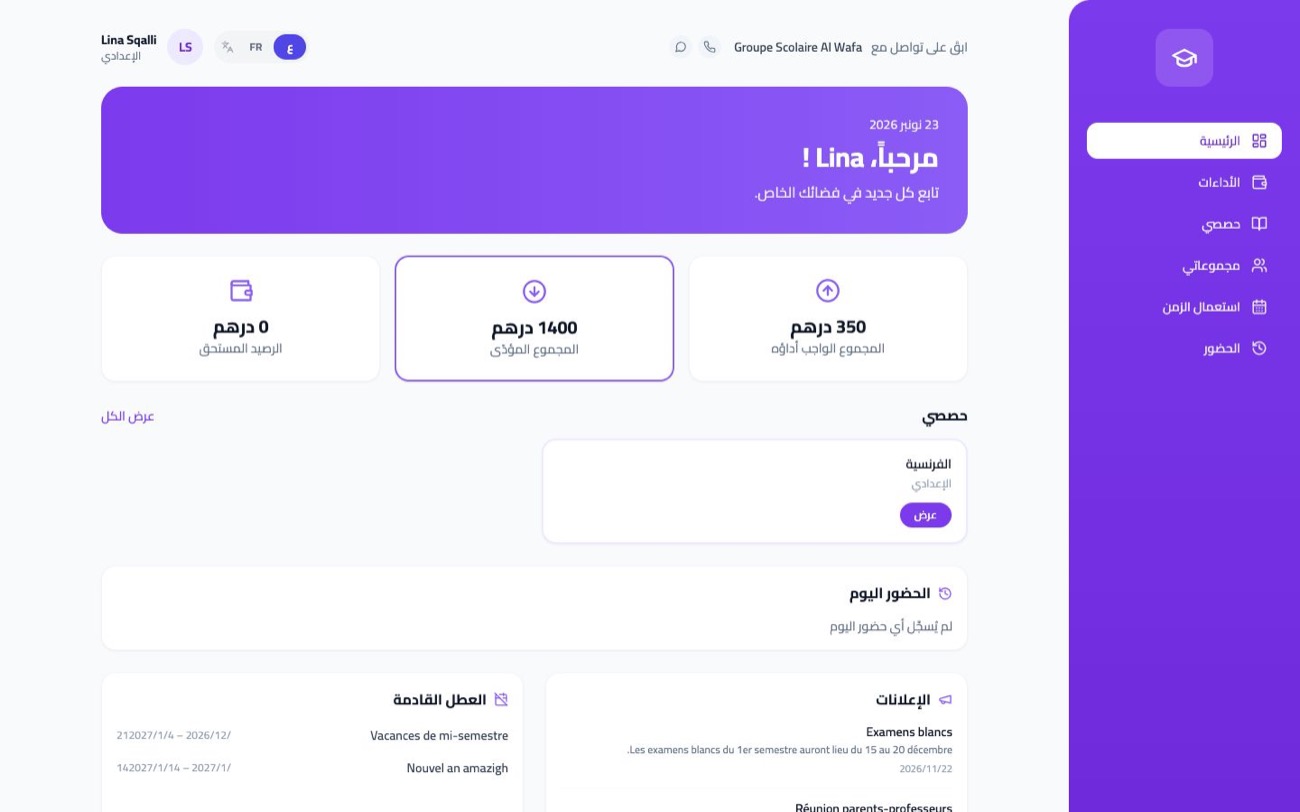 الرئيسية
الأداءات
حصصي
مجموعاتي
استعمال الزمن
الحضور
ابقَ على تواصل مع Groupe Scolaire Al Wafa
ع FR
LS
Lina Sqalli
الإعدادي
23 نونبر 2026
مرحباً، Lina !
تابع كل جديد في فضائك الخاص.
350 درهم
المجموع الواجب أداؤه
1400 درهم
المجموع المؤدّى
0 درهم
الرصيد المستحق
حصصي
عرض الكل
الفرنسية
الإعدادي
عرض
الحضور اليوم
لم يُسجَّل أي حضور اليوم
الإعلانات
Examens blancs
.Les examens blancs du 1er semestre auront lieu du 15 au 20 décembre
2026/11/22
Réunion parents-professeurs
العطل القادمة
Vacances de mi-semestre
212027/1/4 – 2026/12/
Nouvel an amazigh
142027/1/14 – 2027/1/